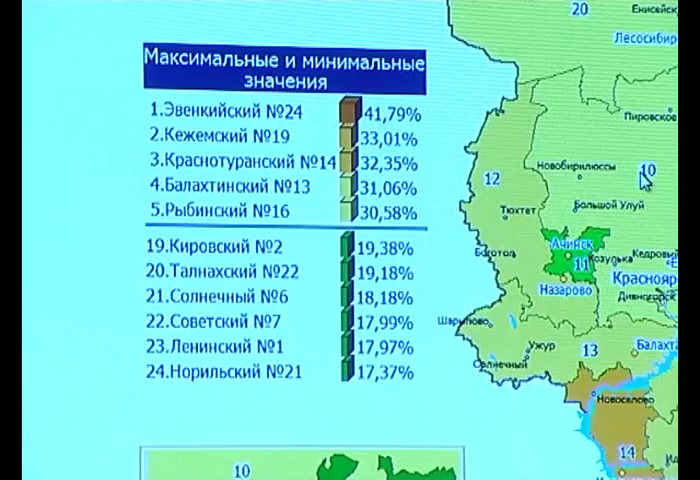 Максимальные и минимальные
значения
1.Эвенкийский №24 41,79%
2.Кежемский №19 33,01%
3.Краснотуранский №14 32,35%
4.Балахтинский №13 31,06%
5.Рыбинский №16 30,58%
19.Кировский №2 19,38%
20.Талнахский №22 19,18%
21.Солнечный №6 18,18%
22.Советский №7 17,99%
23.Ленинский №1 17,97%
24.Норильский №21 17,37%
20
Енисейск
Лесосибир
Пировское
Новобирилюссы
10
12
Большой Улуй
Тюхтет
Ачинск
Боготол
Козулька
Кедровый
11
Краснояр
Назарово
Дивногорск
Шарыпово
Ужур
13
Балахта
Солнечный
Новоселово
14
10